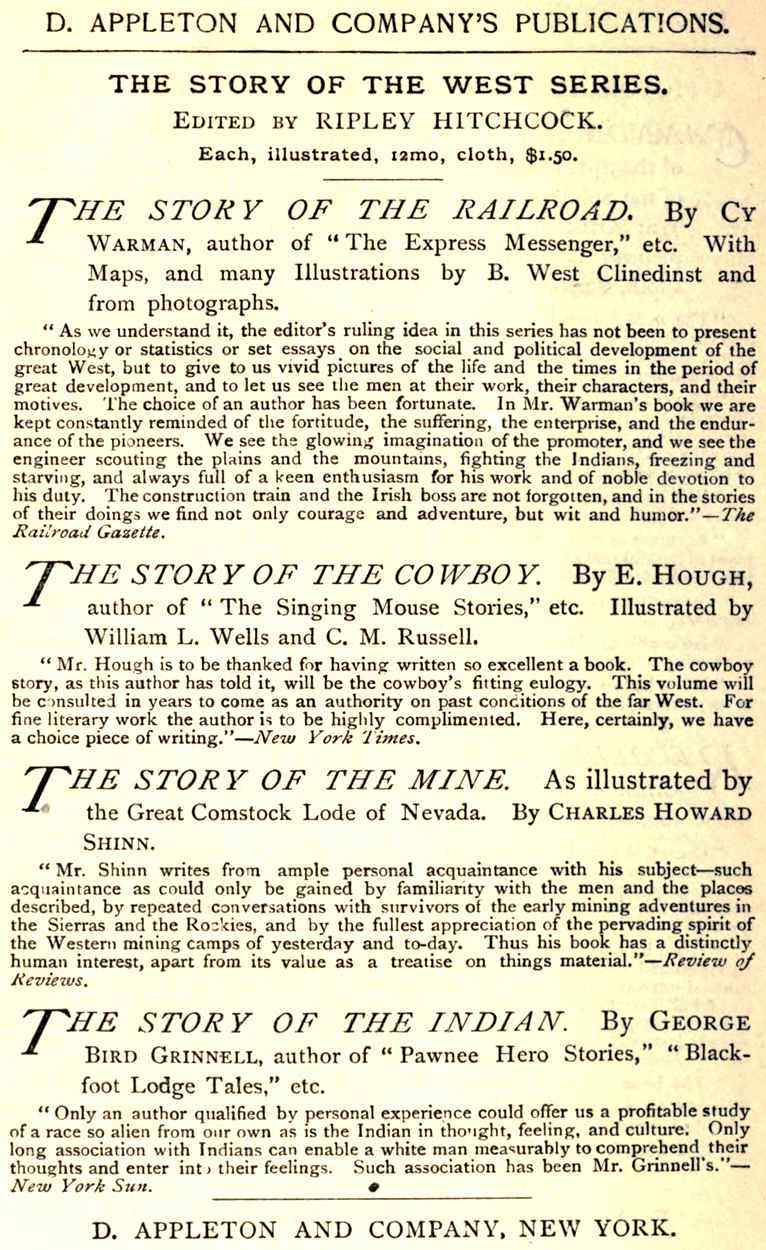 D. APPLETON AND COMPANY'S PUBLICATIONS.
THE STORY OF THE WEST SERIES.
EDITED BY RIPLEY HITCHCOCK.
Each, illustrated, 12mo, cloth, $1.50.
THE STORY OF THE RAILROAD. By CY
WARMAN, author of "The Express Messenger," etc. With
Maps, and many Illustrations by B. West Clinedinst and
from photographs.
"As we understand it, the editor's ruling idea in this series has not been to present
chronology or statistics or set essays on the social and political development of the
great West, but to give to us vivid pictures of the life and the times in the period of
great development, and to let us see the men at their work, their characters, and their
motives. The choice of an author has been fortunate. In Mr. Warman's book we are
kept constantly reminded of the fortitude, the suffering, the enterprise, and the endur-
ance of the pioneers. We see the glowing imagination of the promoter, and we see the
engineer scouting the plains and the mountains, fighting the Indians, freezing and
starving, and always full of a keen enthusiasm for his work and of noble devotion to
his duty. The construction train and the Irish boss are not forgotten, and in the stories
of their doings we find not only courage and adventure, but wit and humor."—The
Railroad Gazette.
THE STORY OF THE COWBOY. By E. HOUGH,
author of "The Singing Mouse Stories," etc. Illustrated by
William L. Wells and C. M. Russell.
"Mr. Hough is to be thanked for having written so excellent a book. The cowboy
story, as this author has told it, will be the cowboy's fitting eulogy. This volume will
be consulted in years to come as an authority on past conditions of the far West. For
fine literary work the author is to be highly complimented. Here, certainly, we have
a choice piece of writing."—New York Times.
THE STORY OF THE MINE. As illustrated by
the Great Comstock Lode of Nevada. By CHARLES HOWARD
SHINN.
"Mr. Shinn writes from ample personal acquaintance with his subject—such
acquaintance as could only be gained by familiarity with the men and the places
described, by repeated conversations with survivors of the early mining adventures in
the Sierras and the Rockies, and by the fullest appreciation of the pervading spirit of
the Western mining camps of yesterday and to-day. Thus his book has a distinctly
human interest, apart from its value as a treatise on things material."—Review of
Reviews.
THE STORY OF THE INDIAN. By GEORGE
BIRD GRINNELL, author of "Pawnee Hero Stories," "Black-
foot Lodge Tales," etc.
"Only an author qualified by personal experience could offer us a profitable study
of a race so alien from our own as is the Indian in thought, feeling, and culture. Only
long association with Indians can enable a white man measurably to comprehend their
thoughts and enter into their feelings. Such association has been Mr. Grinnell's."—
New York Sun.
D. APPLETON AND COMPANY, NEW YORK.